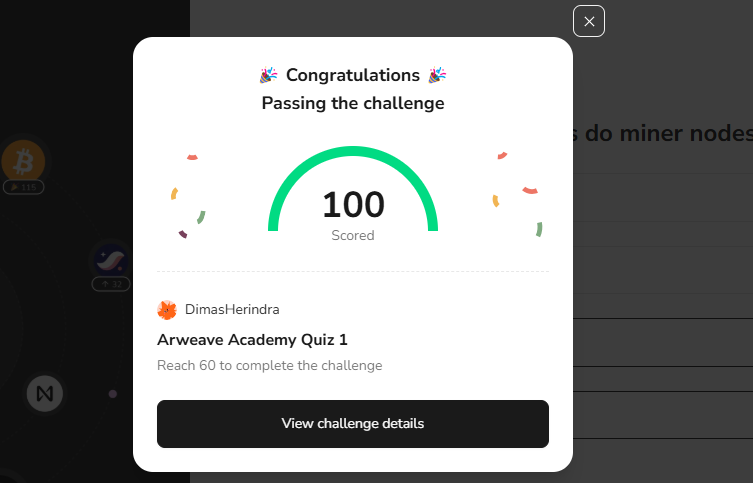 Congratulations
Passing the challenge
s do miner nodes
115
100
Scored
32
DimasHerindra
Arweave Academy Quiz 1
Reach 60 to complete the challenge
View challenge details